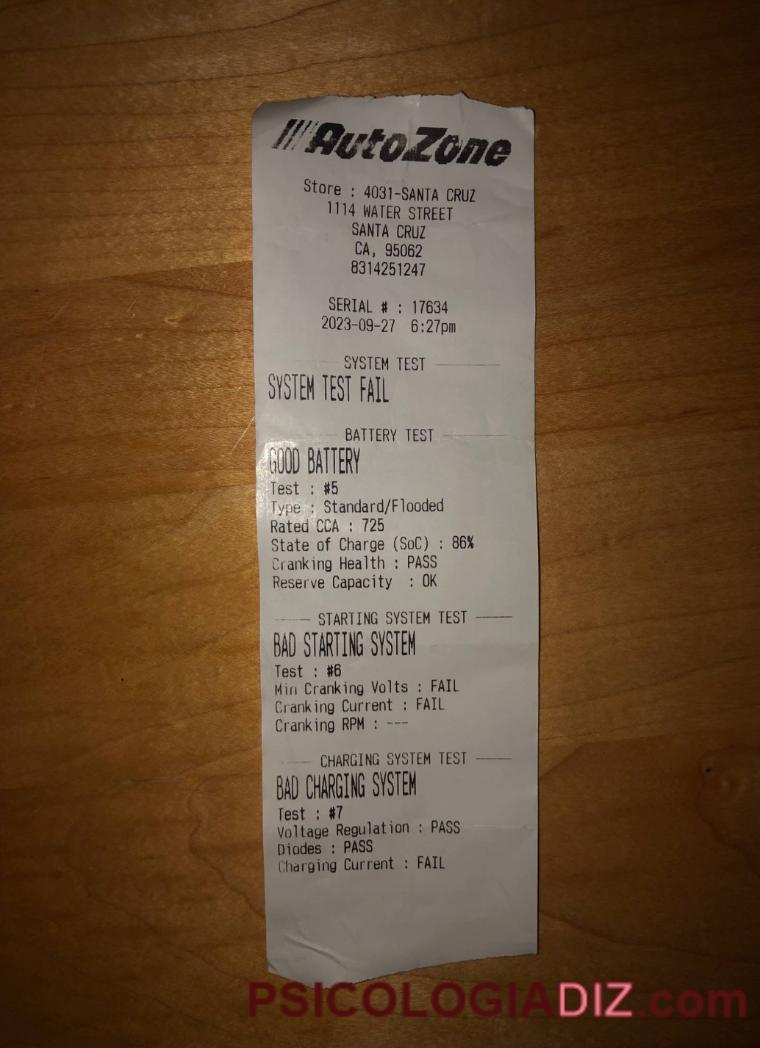 AutoZone
Store : 4031-SANTA CRUZ
1114 WATER STREET
SANTA CRUZ
CA, 95062
8314251247
SERIAL # : 17634
2023-09-27 6:27pm
SYSTEM TEST
SYSTEM TEST FAIL
BATTERY TEST
GOOD BATTERY
Test : #5
Type : Standard/Flooded
Rated CCA : 725
State of Charge (SoC) : 86%
Cranking Health : PASS
Reserve Capacity : OK
STARTING SYSTEM TEST
BAD STARTING SYSTEM
Test : #6
Min Cranking Volts : FAIL
Cranking Current : FAIL
Cranking RPM : ---
CHARGING SYSTEM TEST
BAD CHARGING SYSTEM
Test : #7
Voltage Regulation : PASS
Diodes : PASS
Charging Current : FAIL
PSICOLOGIADIZ.com